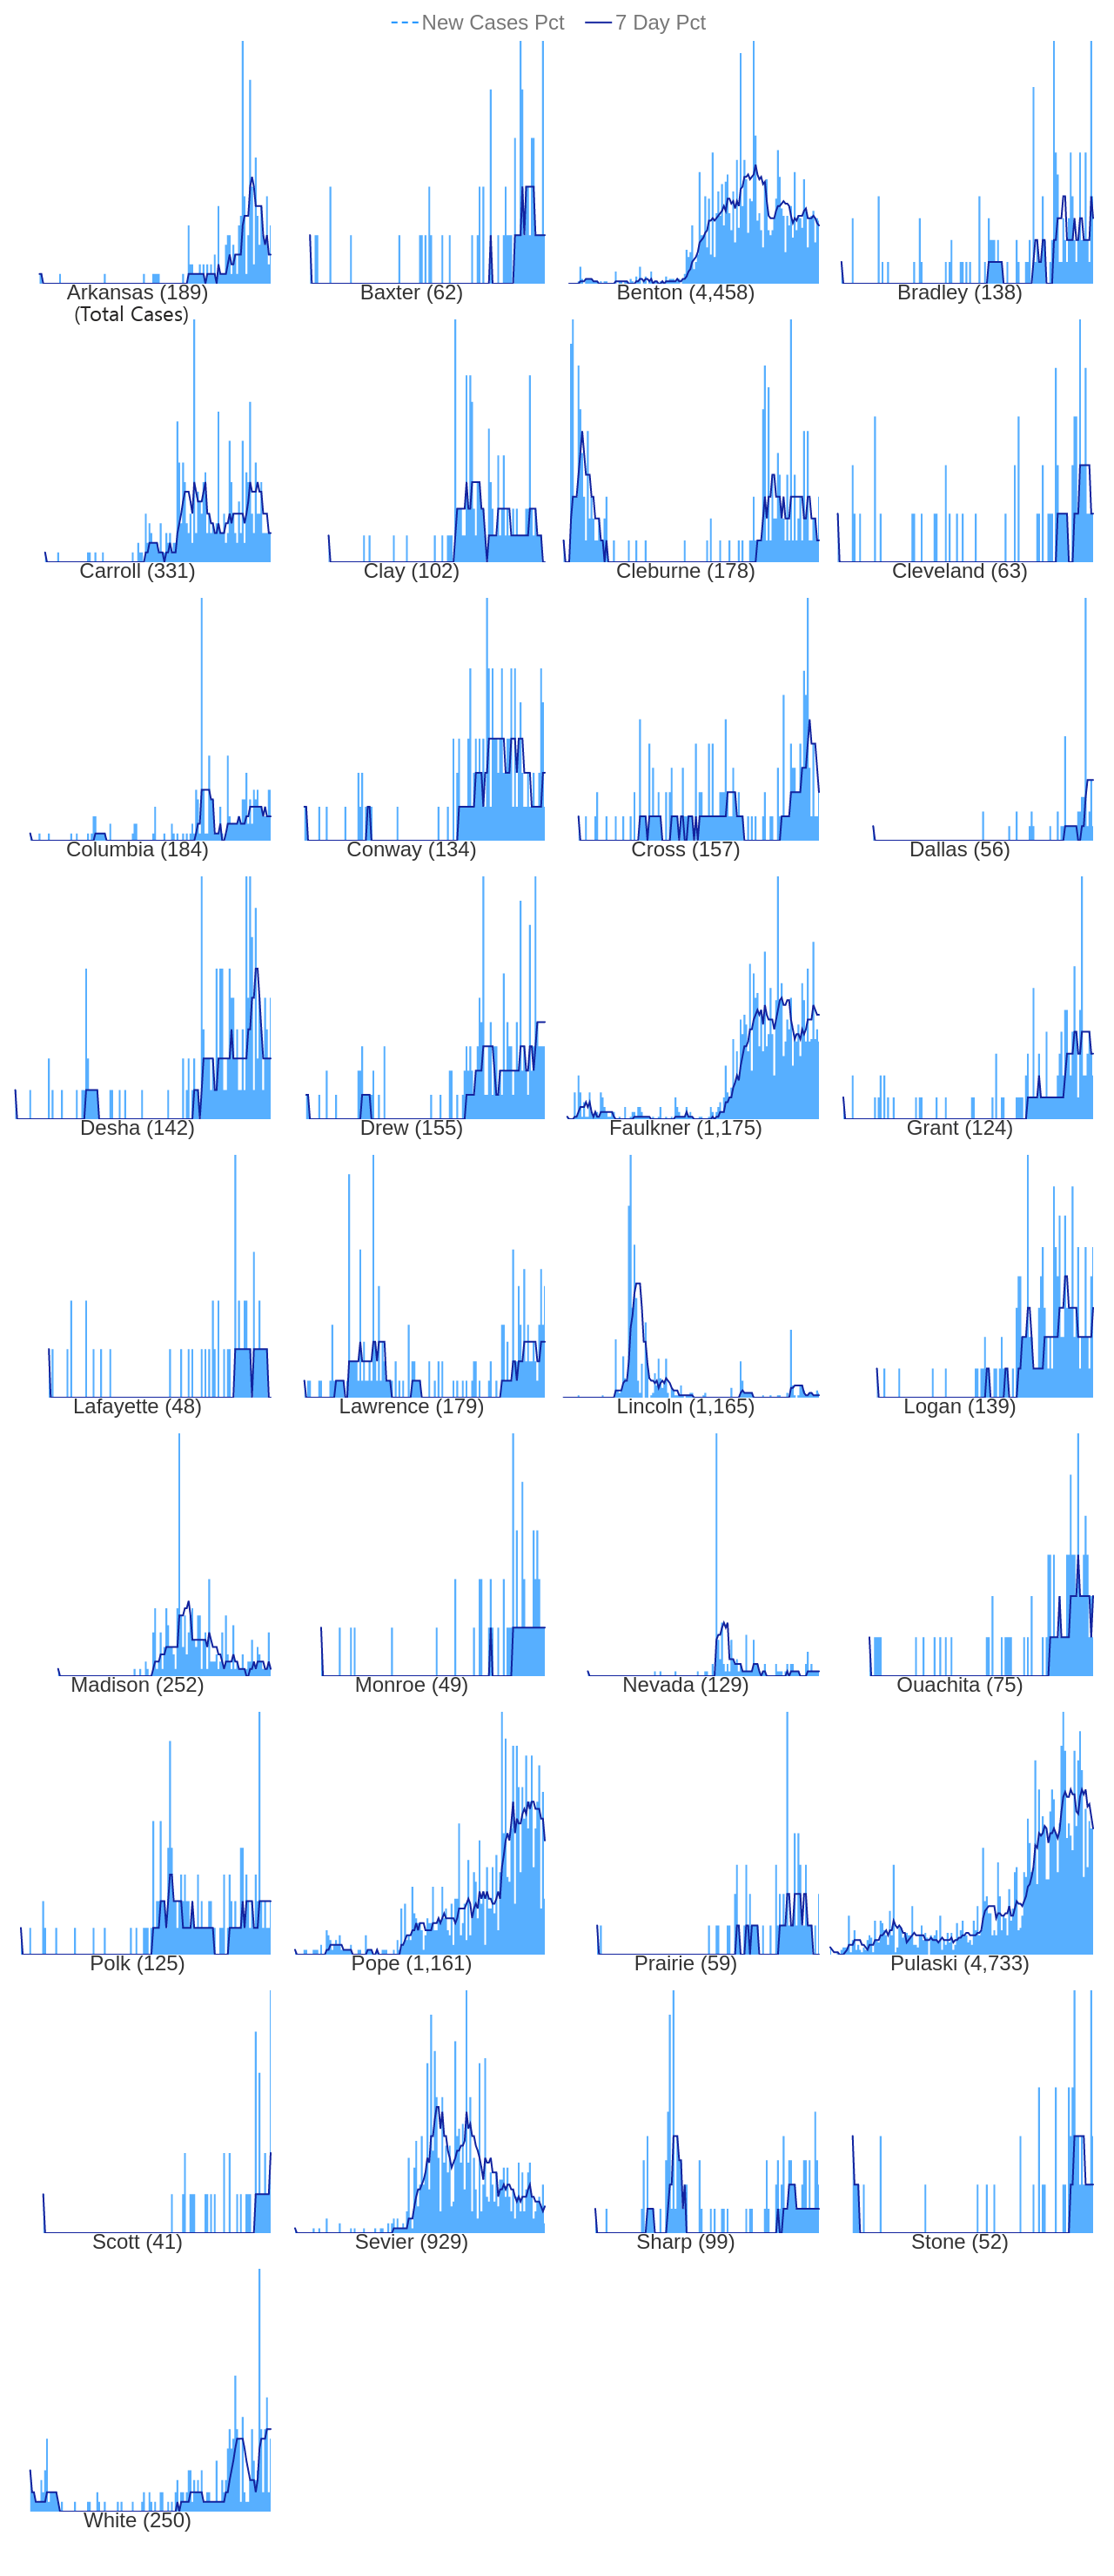 New Cases Pct 7 Day Pct
Arkansas (189) Baxter (62) Benton (4,458) Bradley (138)
(Total Cases)
Carroll (331) Clay (102) Cleburne (178) Cleveland (63)
Columbia (184) Conway (134) Cross (157) Dallas (56)
Desha (142) Drew (155) Faulkner (1,175) Grant (124)
Lafayette (48) Lawrence (179) Lincoln (1,165) Logan (139)
Madison (252) Monroe (49) Nevada (129) Ouachita (75)
Polk (125) Pope (1,161) Prairie (59) Pulaski (4,733)
Scott (41) Sevier (929) Sharp (99) Stone (52)
White (250)